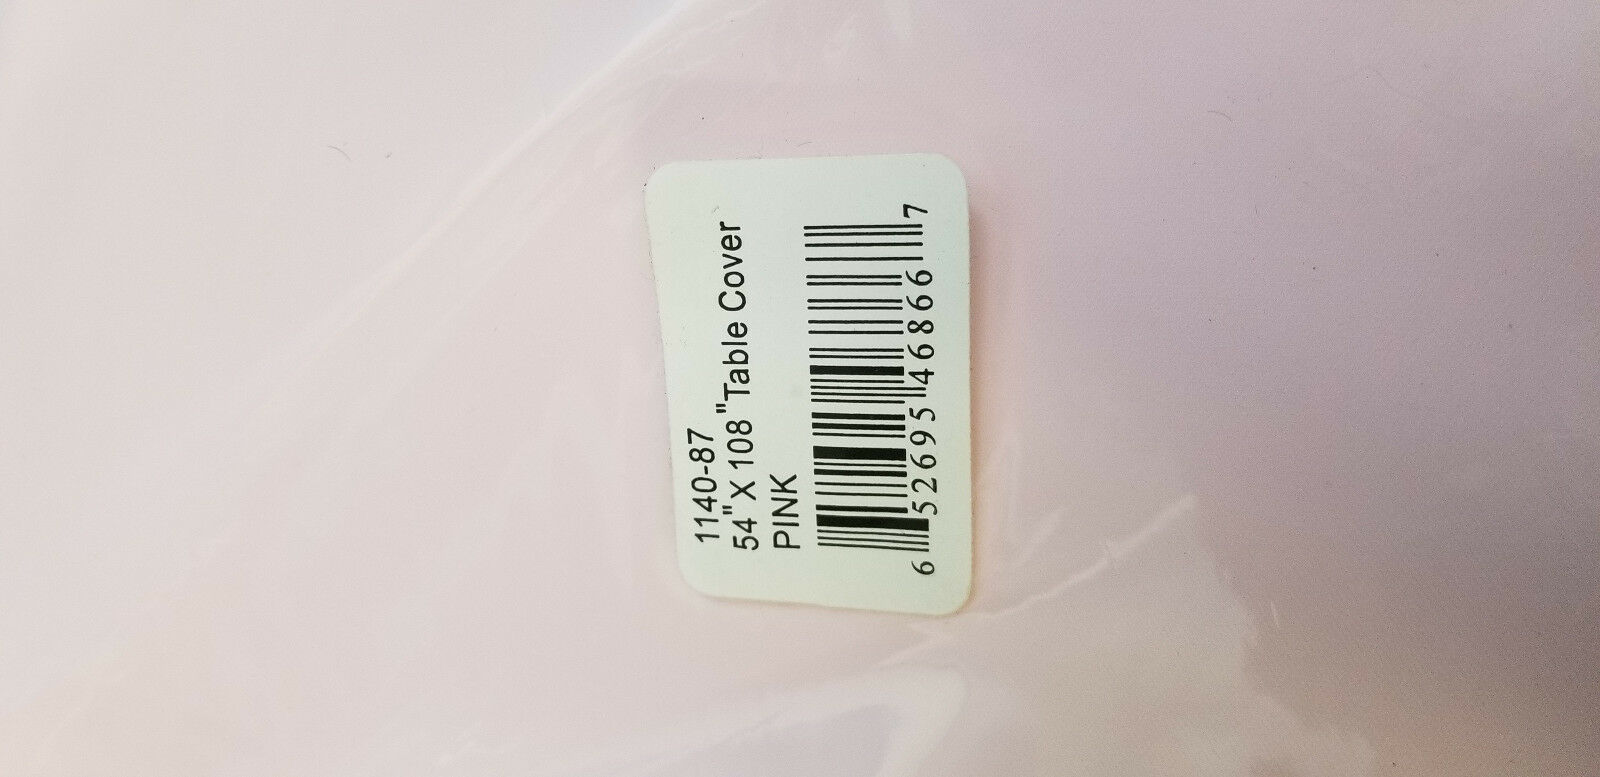 1140-87
54" X 108 "Table Cover
PINK
6 52695 46866 7